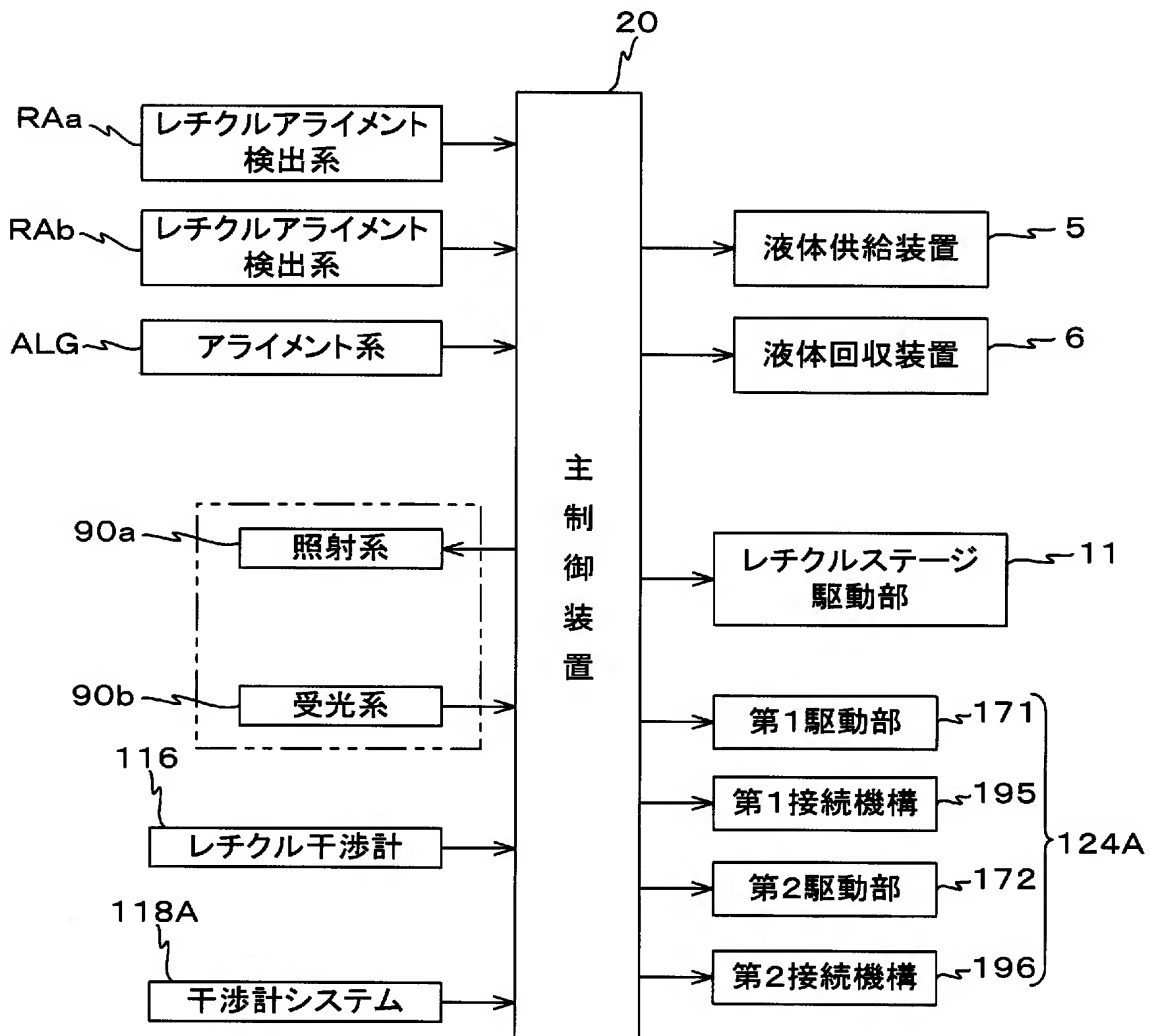 20
RAa
レチクルアライメント
検出系
RAb
レチクルアライメント
検出系
ALG
アライメント系
90a
照射系
90b
受光系
116
レチクル干渉計
118A
干渉計システム
主制御装置
液体供給装置
5
液体回収装置
6
レチクルステージ
駆動部
11
第1駆動部
171
第1接続機構
195
第2駆動部
172
第2接続機構
196
124A